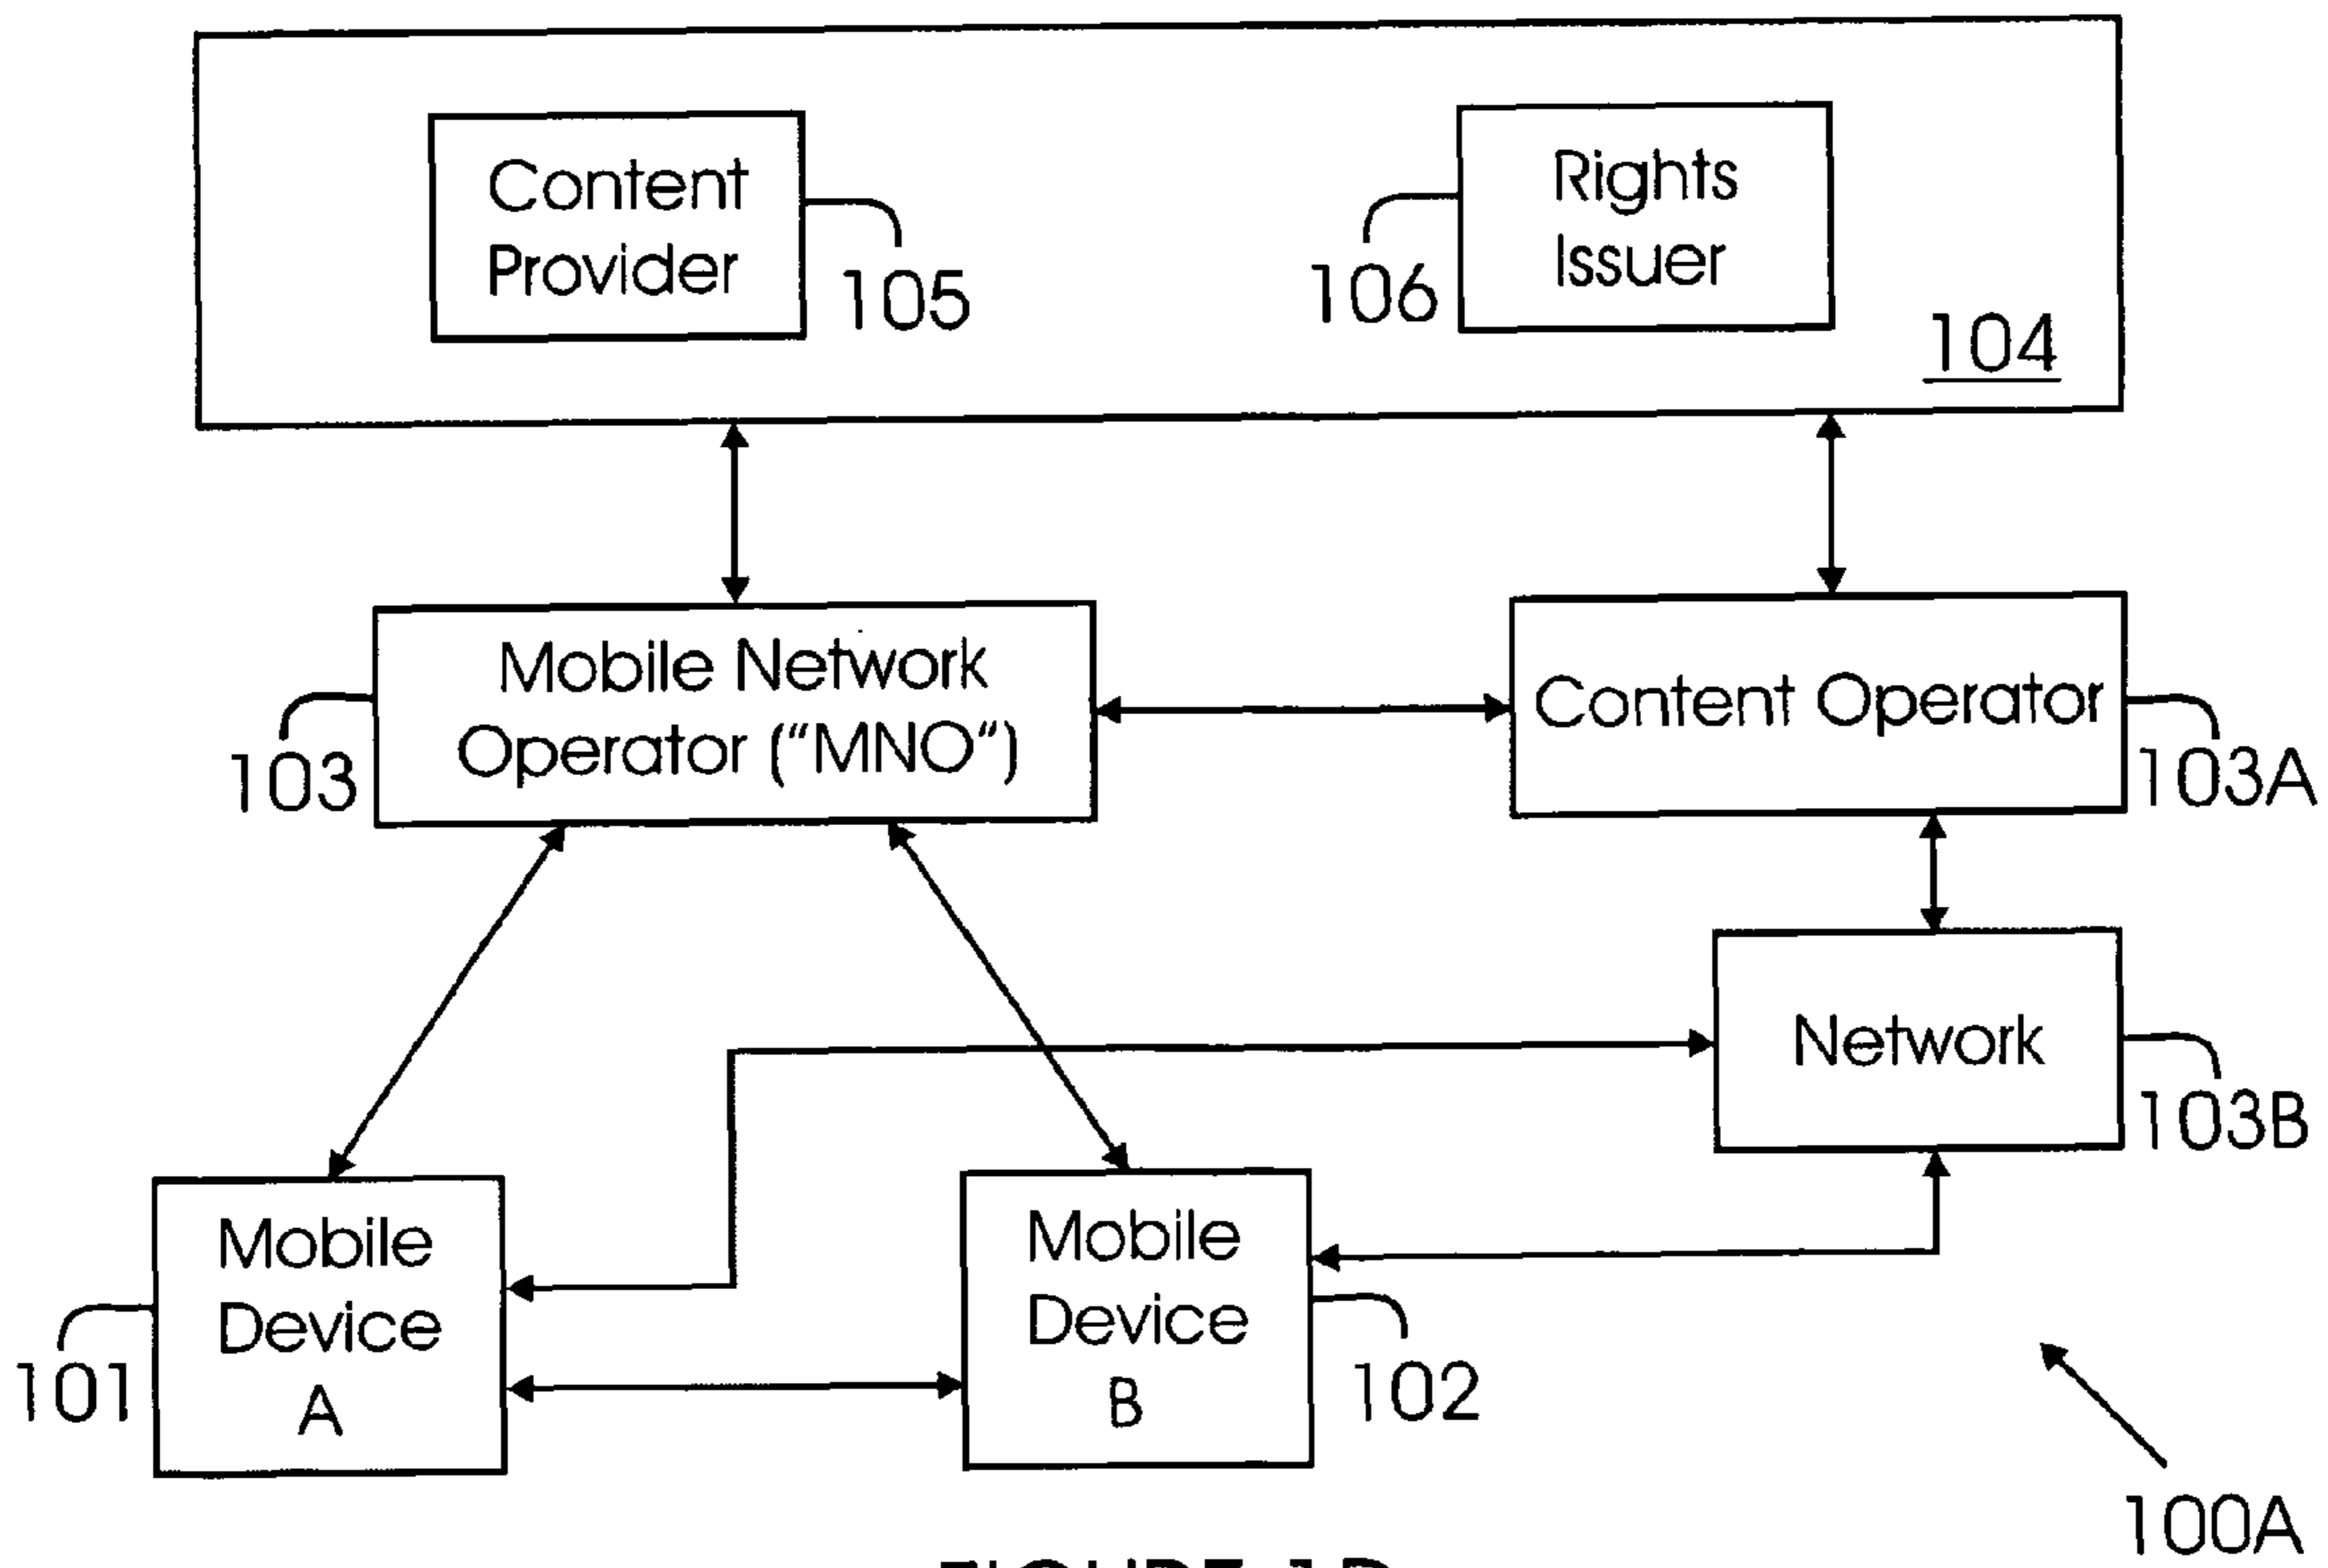 Content
Provider
105
Rights
Issuer
106
104
Mobile Network
Operator ("MNO")
103
Content Operator
103A
Network
103B
Mobile
Device
A
101
Mobile
Device
B
102
100A